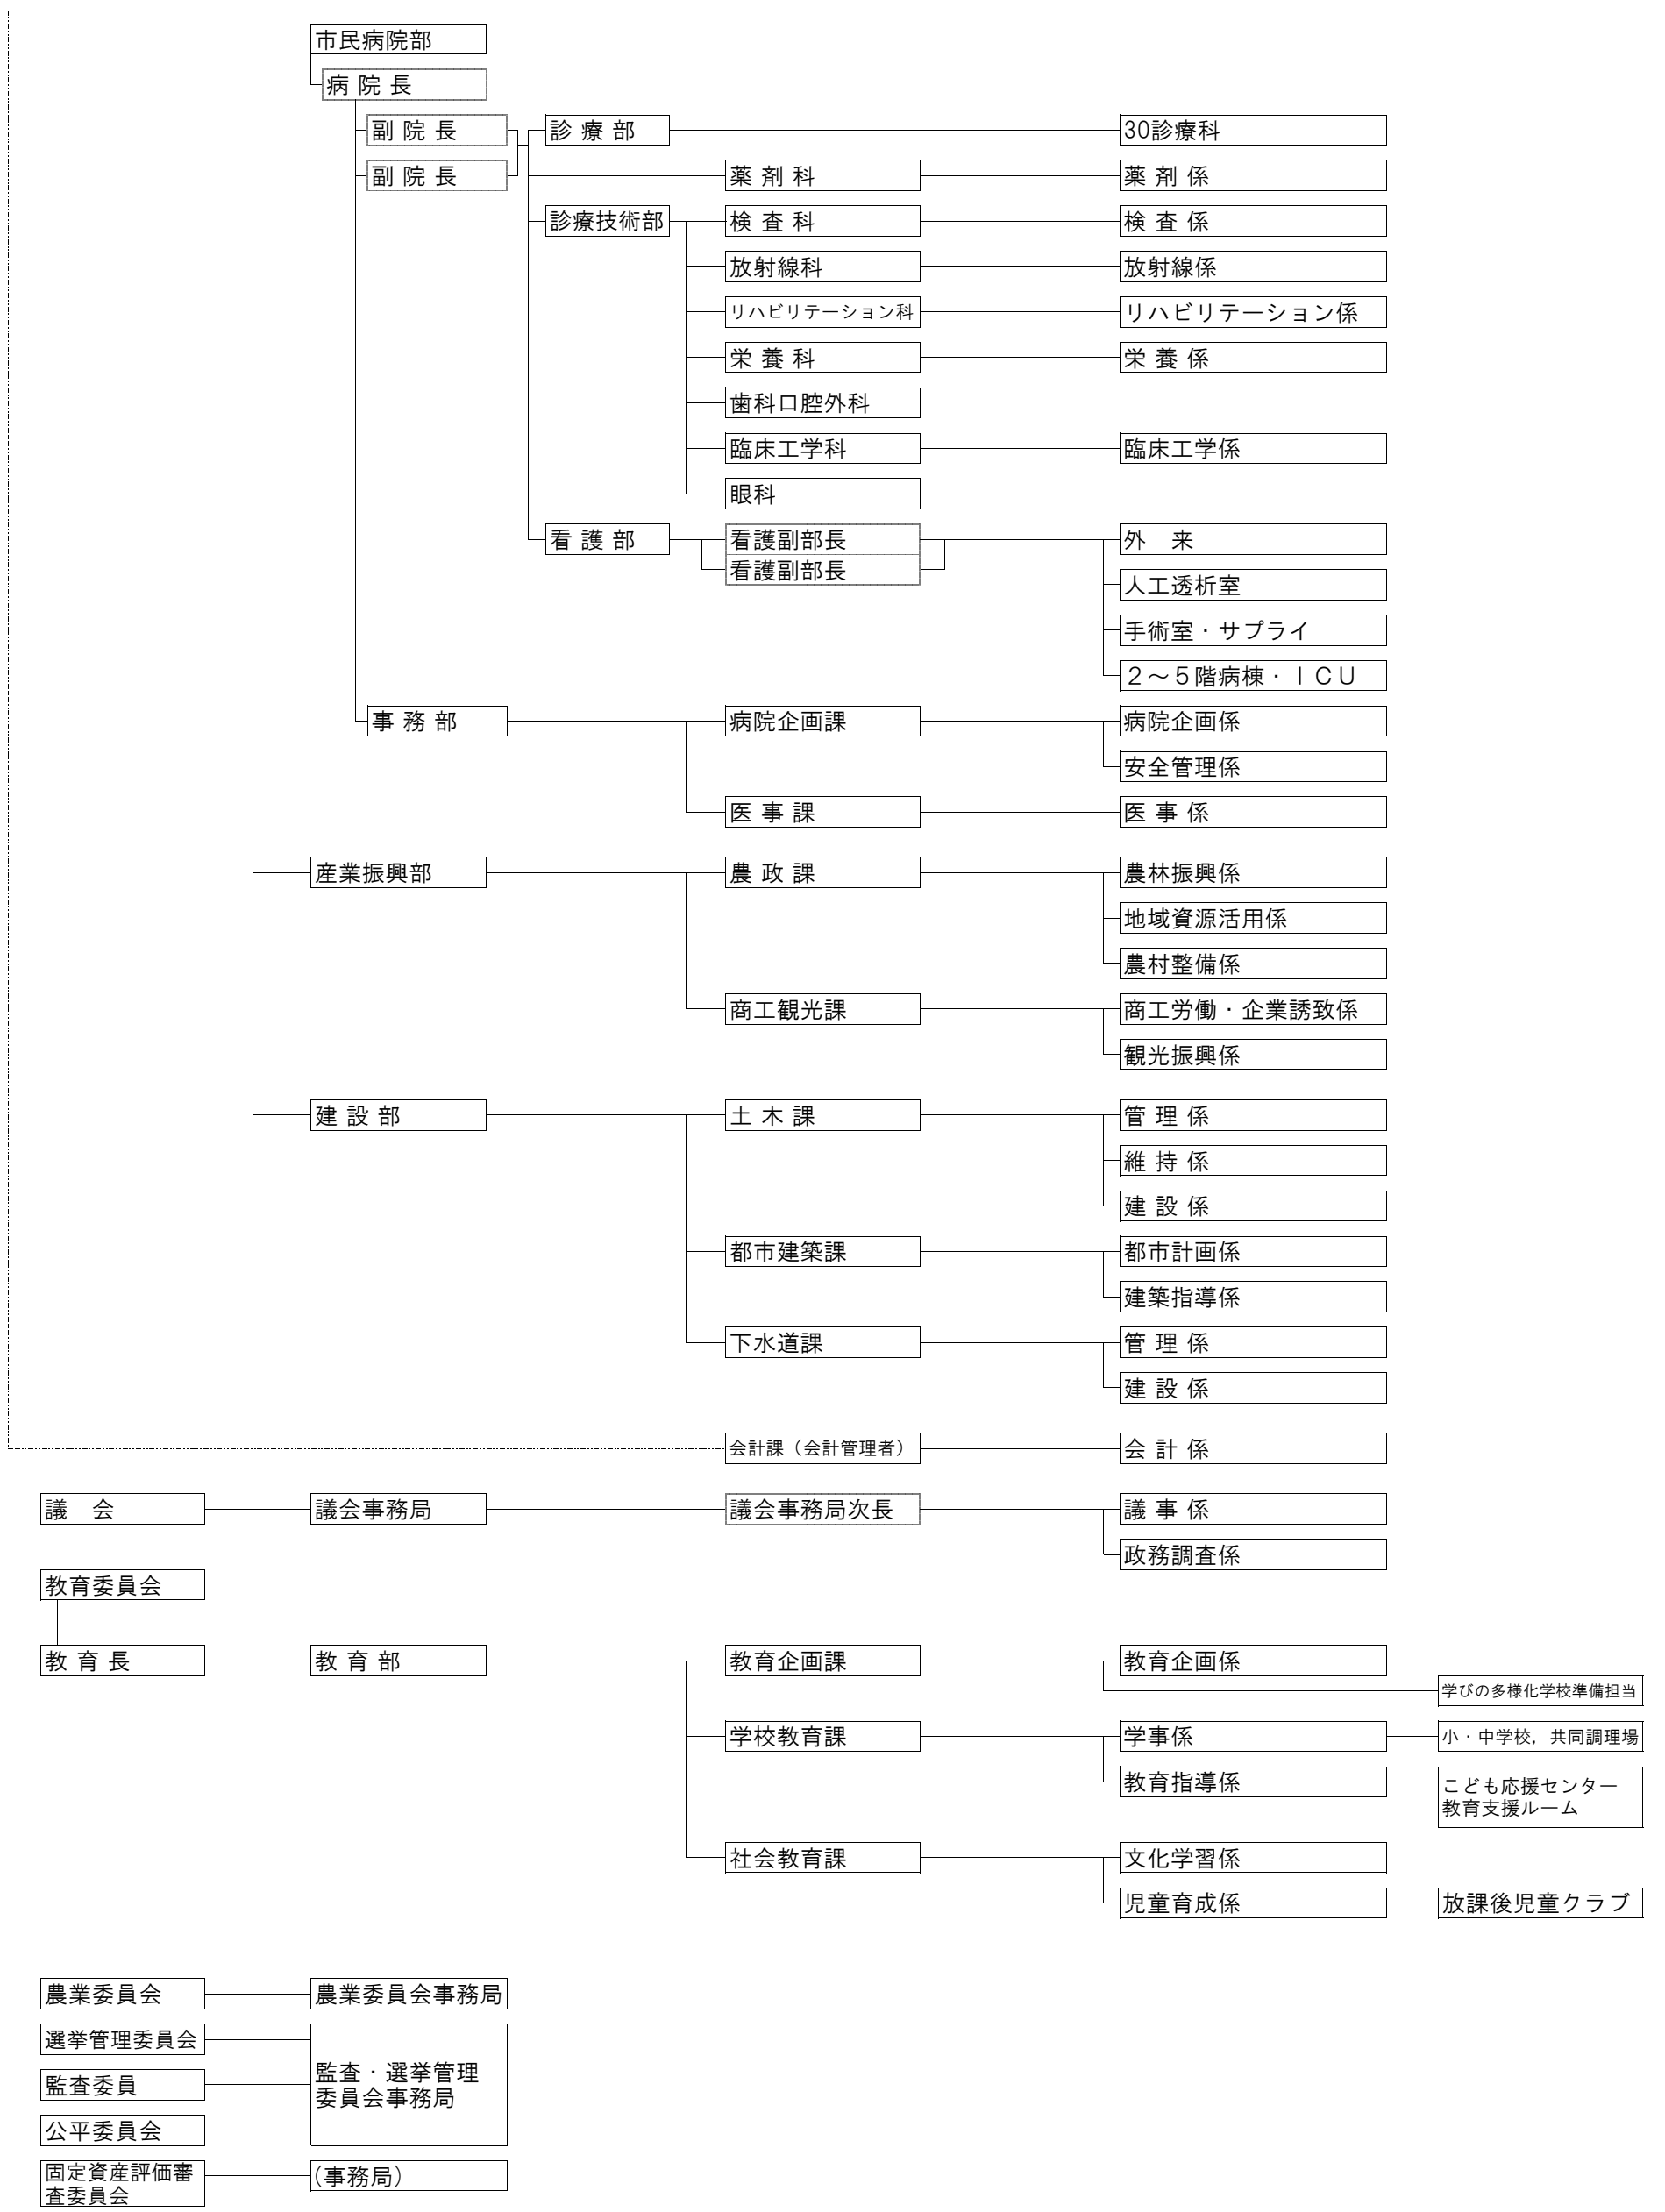 市民病院部
病 院 長
副 院 長
診 療 部
30診療科
副 院 長
薬 剤 科
薬 剤 係
診療技術部
検 査 科
検 査 係
放射線科
放射線係
リハビリテーション科
リハビリテーション係
栄 養 科
栄 養 係
歯科口腔外科
臨床工学科
臨床工学係
眼科
看 護 部
看護副部長
外　来
看護副部長
人工透析室
手術室・サプライ
２～５階病棟・ＩＣＵ
事 務 部
病院企画課
病院企画係
安全管理係
医 事 課
医 事 係
産業振興部
農 政 課
農林振興係
地域資源活用係
農村整備係
商工観光課
商工労働・企業誘致係
観光振興係
建 設 部
土 木 課
管 理 係
維 持 係
建 設 係
都市建築課
都市計画係
建築指導係
下水道課
管 理 係
建 設 係
会計課（会計管理者）
会 計 係
議　会
議会事務局
議会事務局次長
議 事 係
政務調査係
教育委員会
教 育 長
教 育 部
教育企画課
教育企画係
学びの多様化学校準備担当
学校教育課
学事係
小・中学校，共同調理場
教育指導係
こども応援センター
教育支援ルーム
社会教育課
文化学習係
児童育成係
放課後児童クラブ
農業委員会
農業委員会事務局
選挙管理委員会
監査・選挙管理
委員会事務局
監査委員
公平委員会
固定資産評価審
査委員会
（事務局）